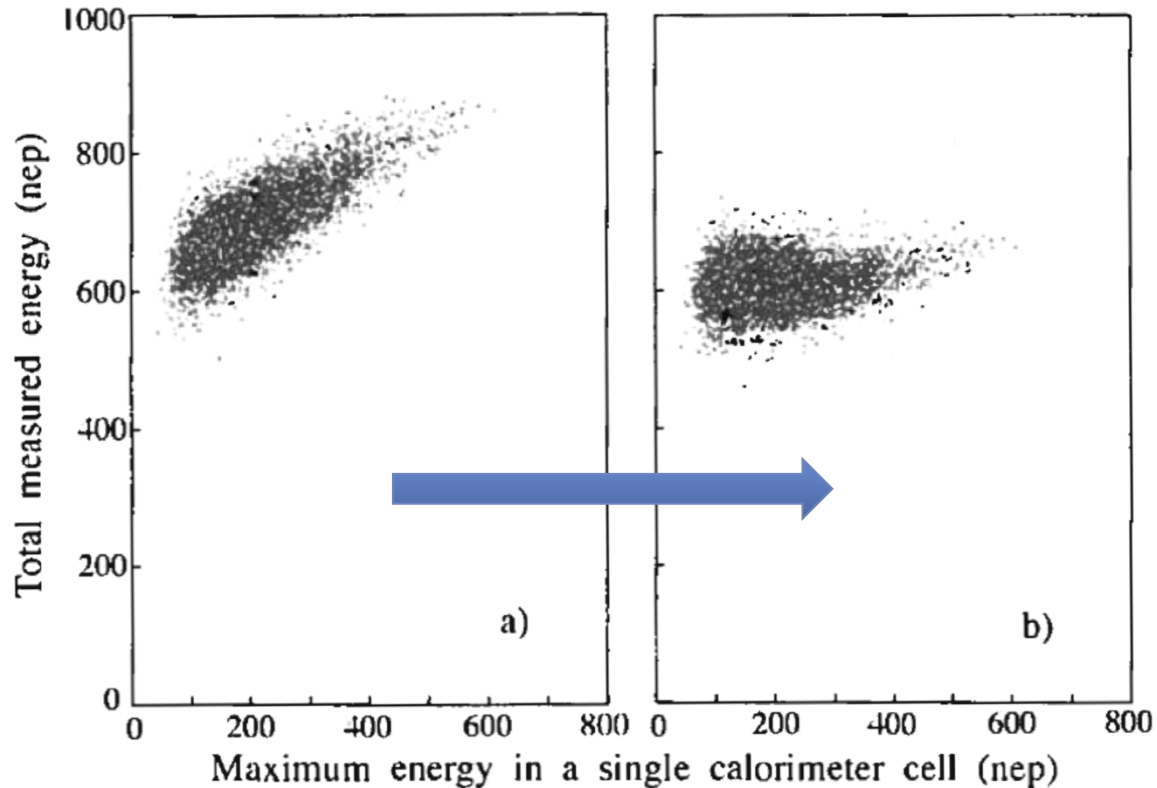 Total measured energy (nep)
1000
800
600
400
200
0
a)
b)
0 200 400 600 800
0 200 400 600 800
Maximum energy in a single calorimeter cell (nep)